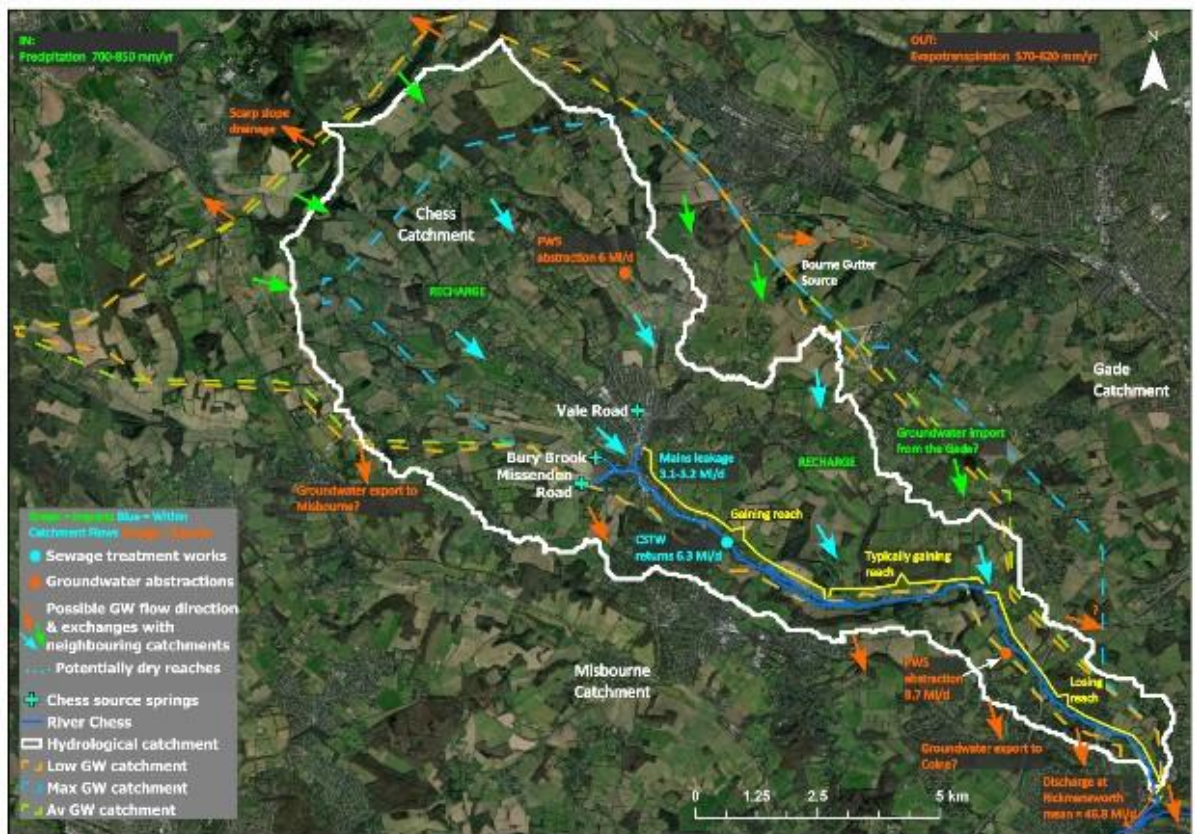 IN:
Precipitation 700-850 mm/yr
OUT:
Evapotranspiration 570-620 mm/yr
N
Scarp slope
drainage
Chess
Catchment
PWS
abstraction 6 Ml/d
RECHARGE
Bourne Gutter
Source
Gade
Catchment
Vale Road
Bury Brook
Missenden
Road
Mains leakage
3.1-3.2 Ml/d
RECHARGE
Groundwater import
from the Gade?
Groundwater export to
Misbourne?
Gaining reach
CSTW
returns 6.3 Ml/d
Typically gaining
reach
?
Misbourne
Catchment
PWS
abstraction
8.7 Ml/d
Losing
reach
Groundwater export to
Colne?
Discharge at
Rickmansworth
mean = 46.8 Ml/d
Blue = Within
Catchment Flows
Sewage treatment works
Groundwater abstractions
Possible GW flow direction
& exchanges with
neighbouring catchments
Potentially dry reaches
Chess source springs
River Chess
Hydrological catchment
Low GW catchment
Max GW catchment
Av GW catchment
0 1.25 2.5 5 km